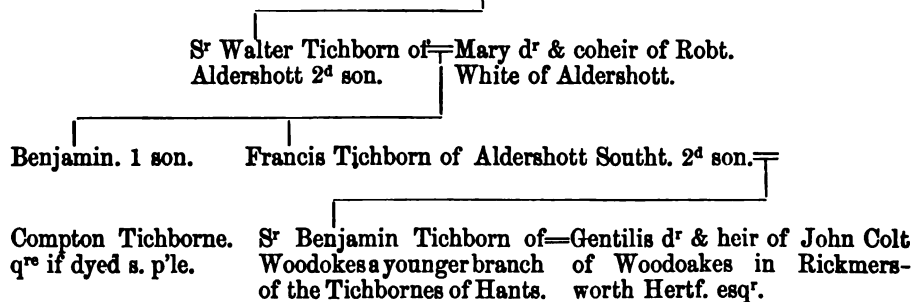 Sʳ Walter Tichborn of=Mary dʳ & coheir of Robt.
Aldershott 2ᵈ son. White of Aldershott.
Benjamin. 1 son. Francis Tichborn of Aldershott Southt. 2ᵈ son.=
Compton Tichborne. Sʳ Benjamin Tichborn of=Gentilis dʳ & heir of John Colt
qʳᵉ if dyed s. p'le. Woodokes a younger branch of Woodoakes in Rickmers-
of the Tichbornes of Hants. worth Hertf. esqʳ.